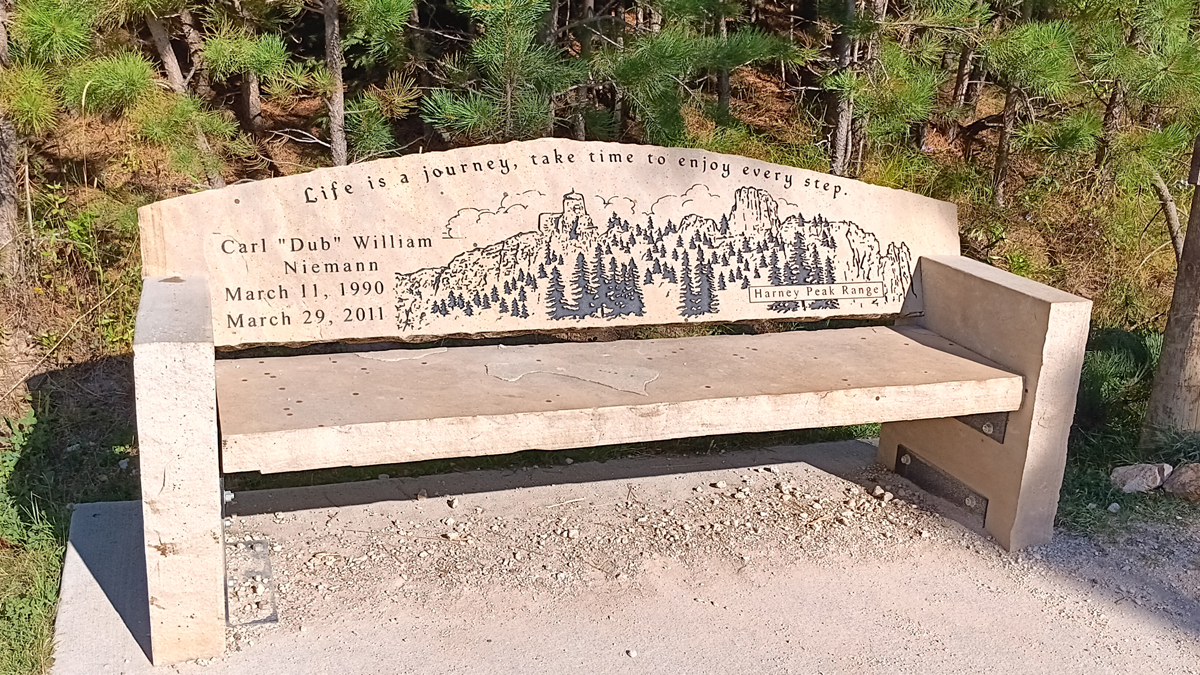 Life is a journey, take time to enjoy every step.
Carl "Dub" William
Niemann
March 11, 1990
March 29, 2011
Harney Peak Range